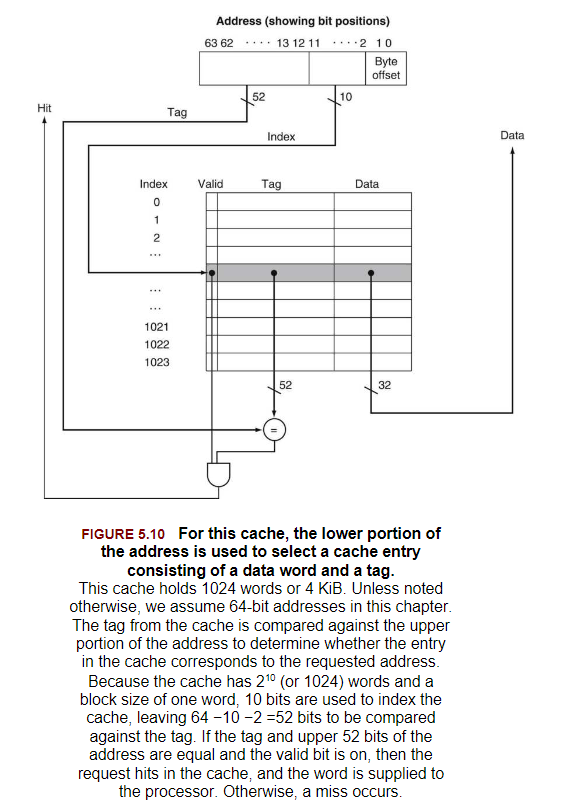 Address (showing bit positions)
63 62 ···· 13 12 11 ····2 1 0
Byte
offset
52
10
Hit
Tag
Data
Index
Index Valid Tag Data
0
1
2
...
...
...
1021
1022
1023
52
32
=
FIGURE 5.10 For this cache, the lower portion of
the address is used to select a cache entry
consisting of a data word and a tag.
This cache holds 1024 words or 4 KiB. Unless noted
otherwise, we assume 64-bit addresses in this chapter.
The tag from the cache is compared against the upper
portion of the address to determine whether the entry
in the cache corresponds to the requested address.
Because the cache has 2¹⁰ (or 1024) words and a
block size of one word, 10 bits are used to index the
cache, leaving 64 −10 −2 =52 bits to be compared
against the tag. If the tag and upper 52 bits of the
address are equal and the valid bit is on, then the
request hits in the cache, and the word is supplied to
the processor. Otherwise, a miss occurs.